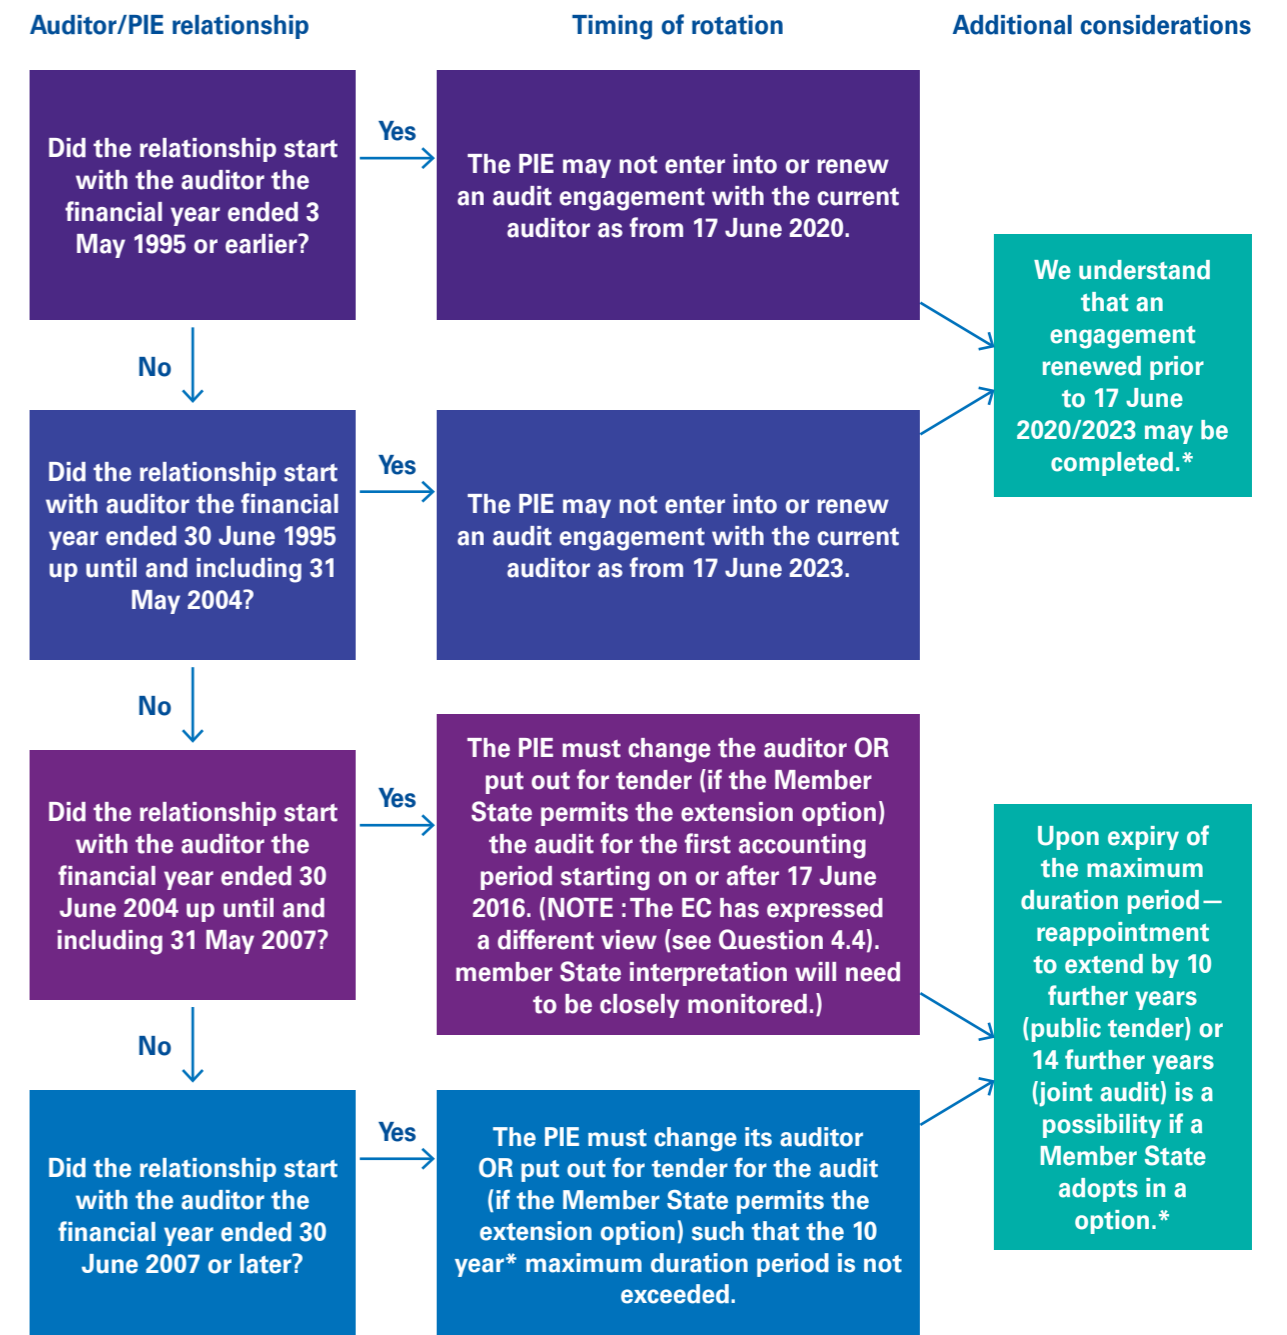 Auditor/PIE relationship
Timing of rotation
Additional considerations
Did the relationship start
with the auditor the
financial year ended 3
May 1995 or earlier?
Yes
The PIE may not enter into or renew
an audit engagement with the current
auditor as from 17 June 2020.
We understand
that an
engagement
renewed prior
to 17 June
2020/2023 may be
completed.*
No
Did the relationship start
with auditor the financial
year ended 30 June 1995
up until and including 31
May 2004?
Yes
The PIE may not enter into or renew
an audit engagement with the current
auditor as from 17 June 2023.
No
Did the relationship start
with the auditor the
financial year ended 30
June 2004 up until and
including 31 May 2007?
Yes
The PIE must change the auditor OR
put out for tender (if the Member
State permits the extension option)
the audit for the first accounting
period starting on or after 17 June
2016. (NOTE : The EC has expressed
a different view (see Question 4.4).
member State interpretation will need
to be closely monitored.)
Upon expiry of
the maximum
duration period—
reappointment
to extend by 10
further years
(public tender) or
14 further years
(joint audit) is a
possibility if a
Member State
adopts in a
option.*
No
Did the relationship start
with the auditor the
financial year ended 30
June 2007 or later?
Yes
The PIE must change its auditor
OR put out for tender for the audit
(if the Member State permits the
extension option) such that the 10
year* maximum duration period is not
exceeded.